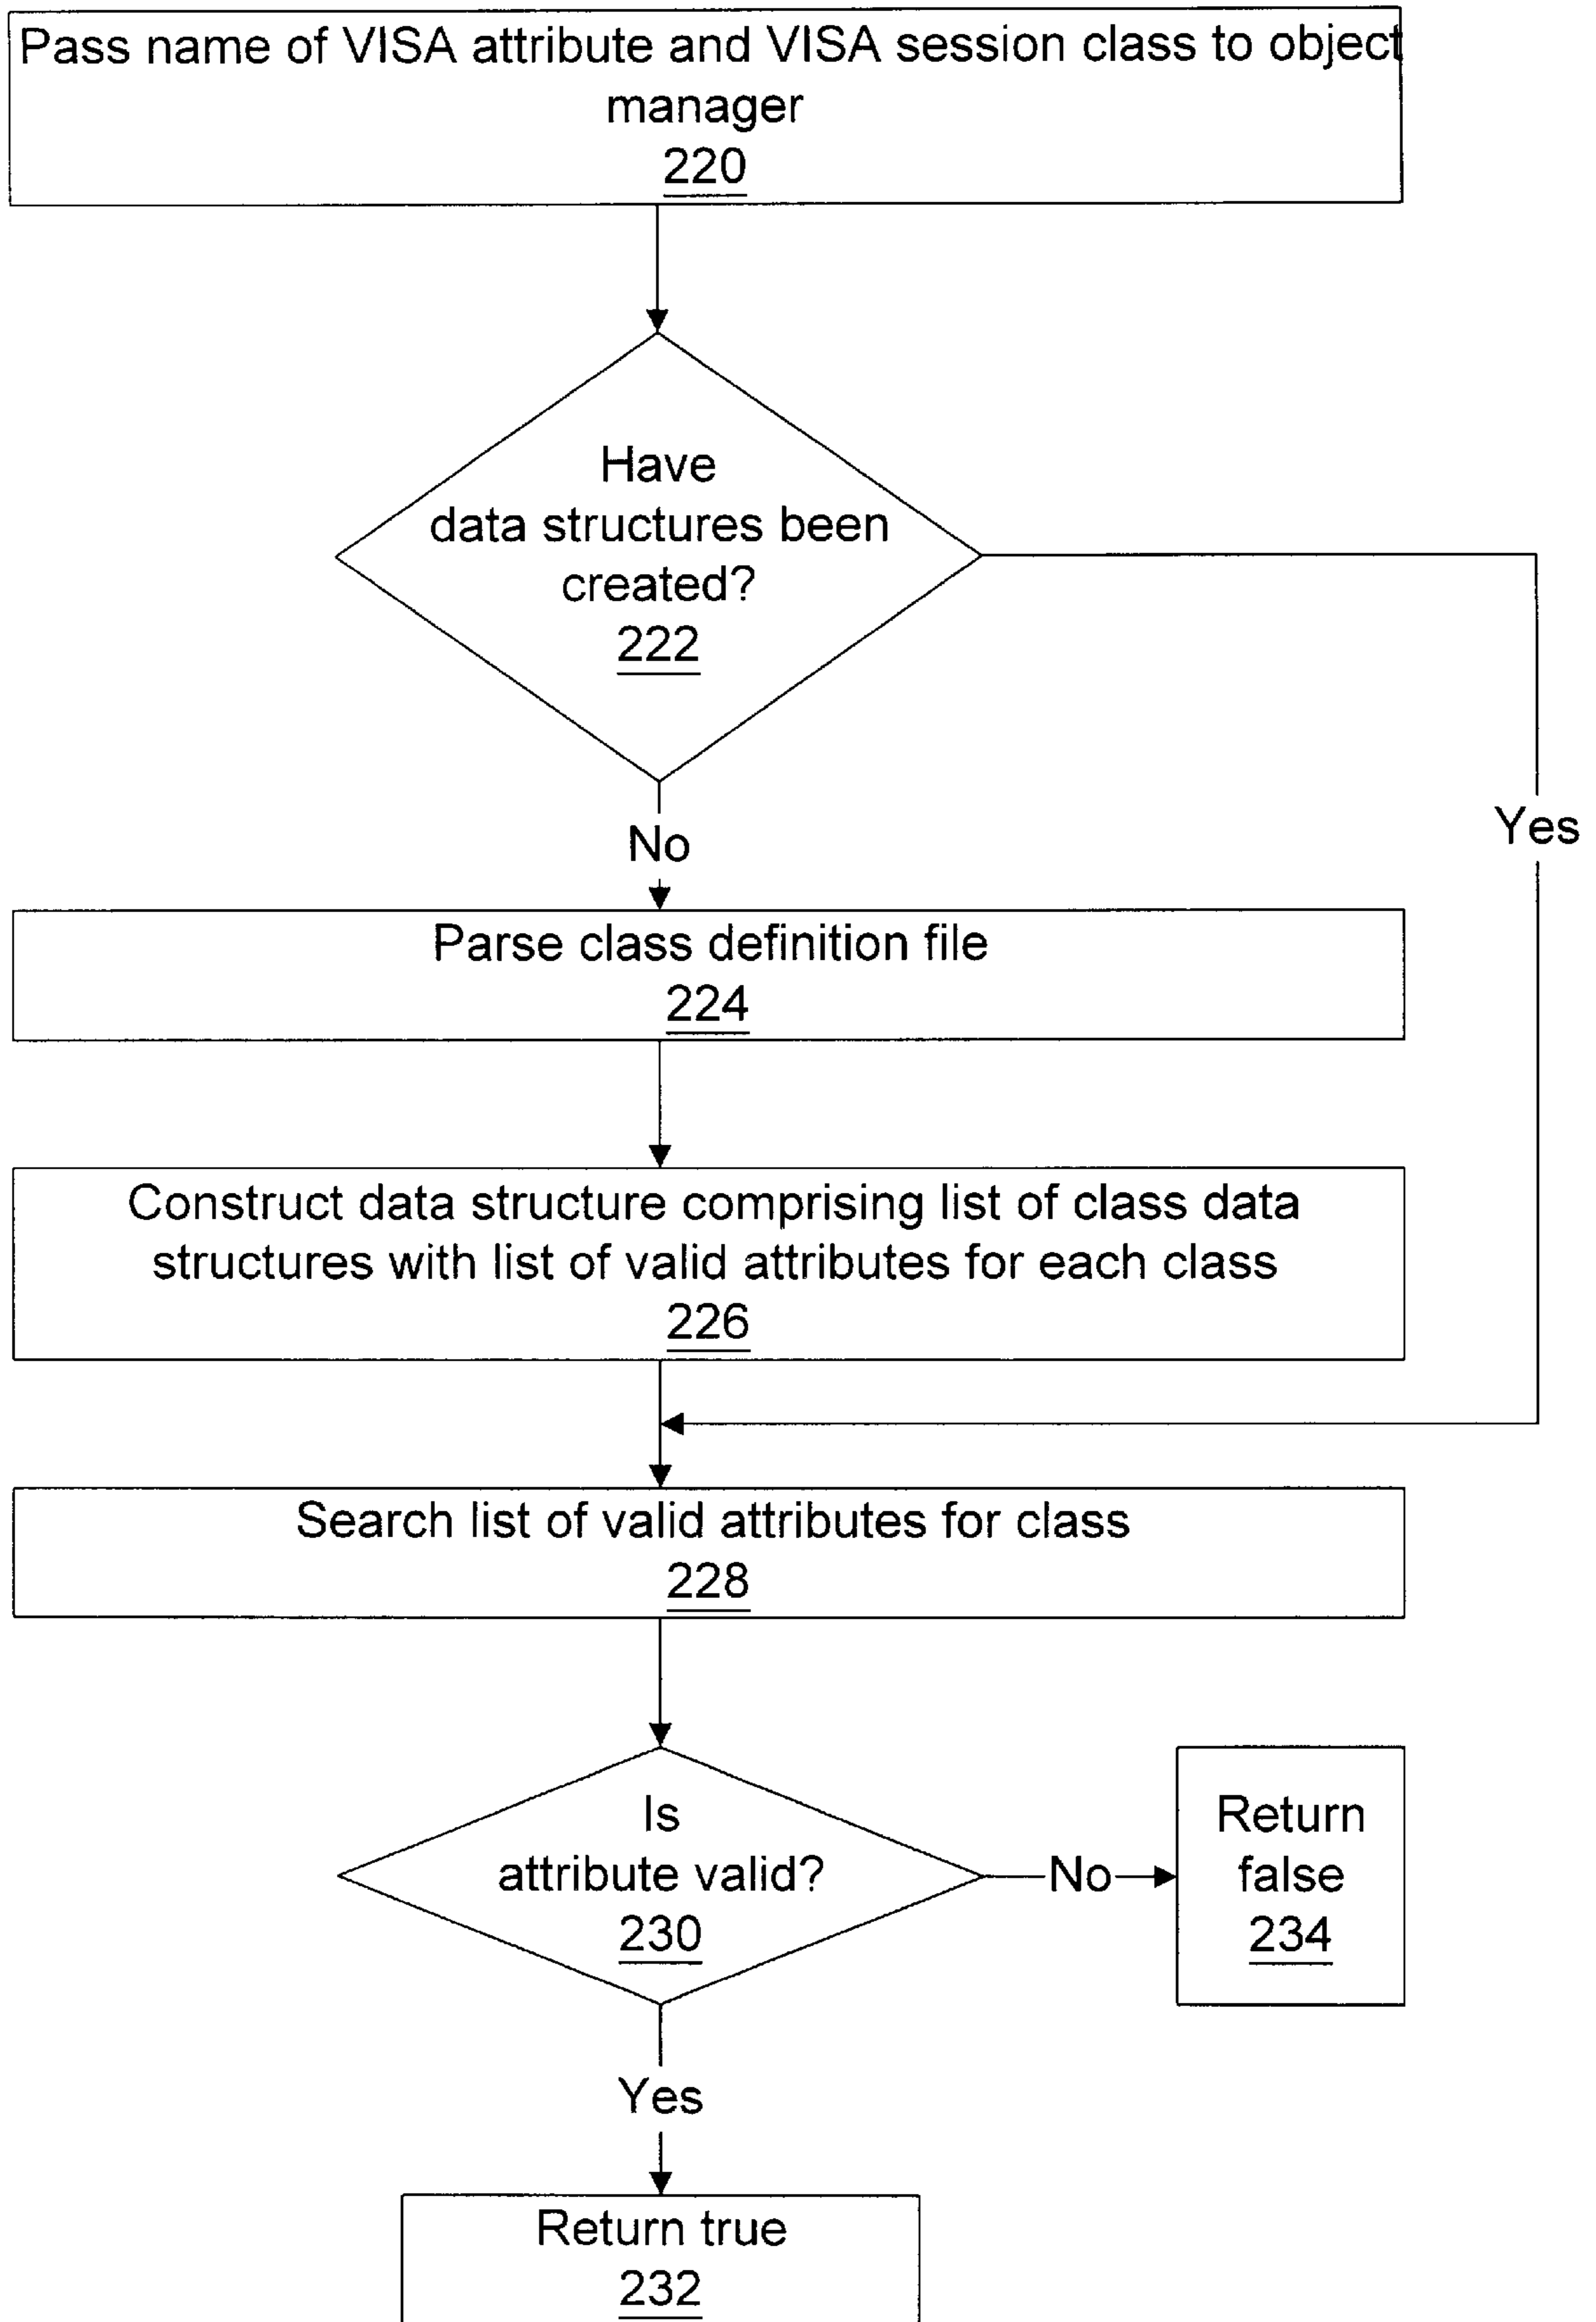 Pass name of VISA attribute and VISA session class to object
manager
220
Have
data structures been
created?
222
Yes
No
Parse class definition file
224
Construct data structure comprising list of class data
structures with list of valid attributes for each class
226
Search list of valid attributes for class
228
Is
attribute valid?
230
No
Return
false
234
Yes
Return true
232